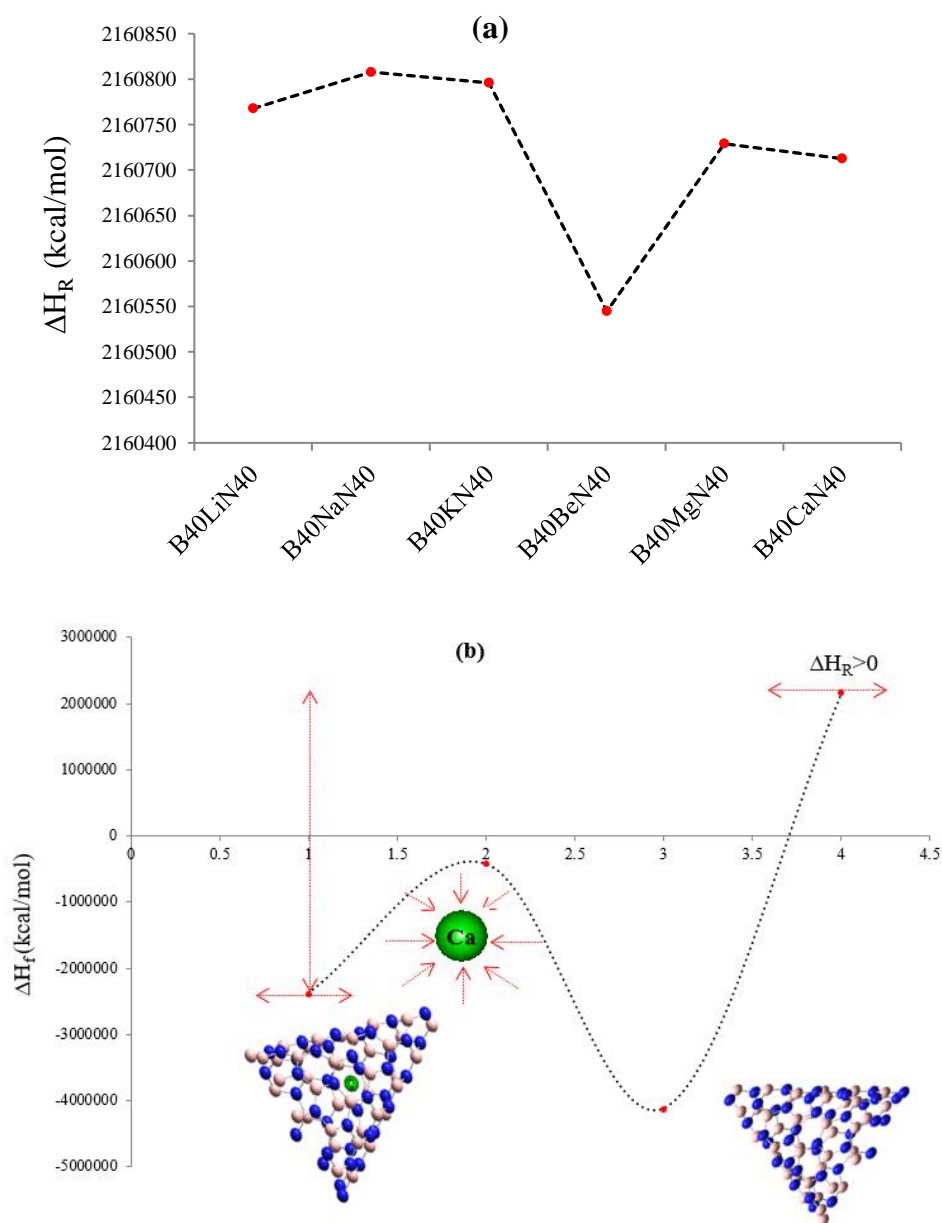 (a)
2160850
2160800
2160750
2160700
2160650
2160600
2160550
2160500
2160450
2160400
ΔH_R (kcal/mol)
B40LiN40
B40NaN40
B40KN40
B40BeN40
B40MgN40
B40CaN40
(b)
3000000
2000000
1000000
0
-1000000
-2000000
-3000000
-4000000
-5000000
ΔH_f(kcal/mol)
0 0.5 1 1.5 2 2.5 3 3.5 4 4.5
ΔH_R>0
Ca